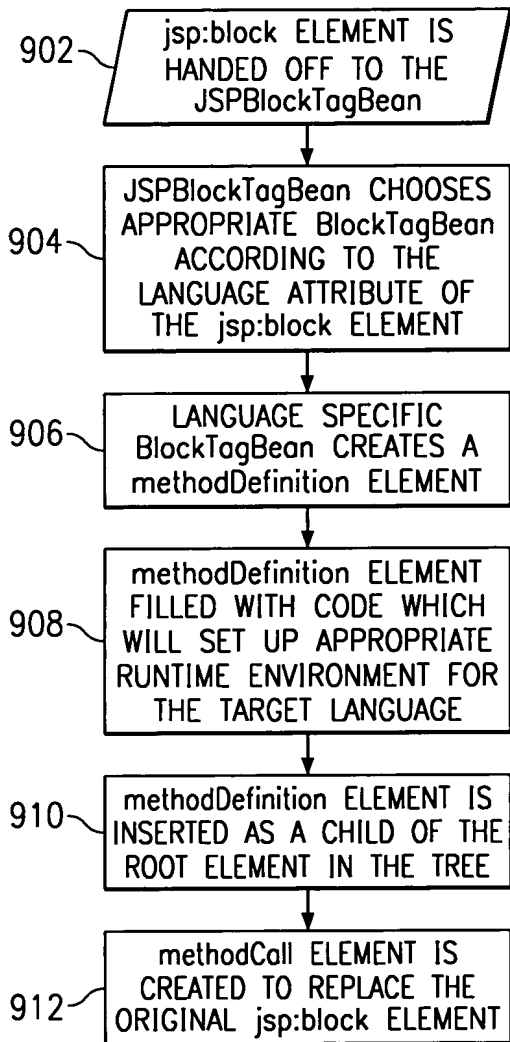 902
jsp:block ELEMENT IS
HANDED OFF TO THE
JSPBlockTagBean
904
JSPBlockTagBean CHOOSES
APPROPRIATE BlockTagBean
ACCORDING TO THE
LANGUAGE ATTRIBUTE OF
THE jsp:block ELEMENT
906
LANGUAGE SPECIFIC
BlockTagBean CREATES A
methodDefinition ELEMENT
908
methodDefinition ELEMENT
FILLED WITH CODE WHICH
WILL SET UP APPROPRIATE
RUNTIME ENVIRONMENT FOR
THE TARGET LANGUAGE
910
methodDefinition ELEMENT IS
INSERTED AS A CHILD OF THE
ROOT ELEMENT IN THE TREE
912
methodCall ELEMENT IS
CREATED TO REPLACE THE
ORIGINAL jsp:block ELEMENT